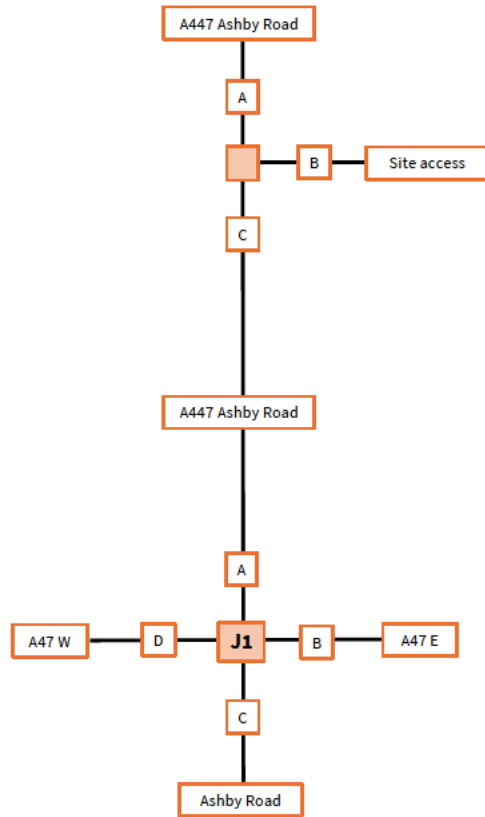 A447 Ashby Road
A
B
Site access
C
A447 Ashby Road
A
A47 W
D
J1
B
A47 E
C
Ashby Road